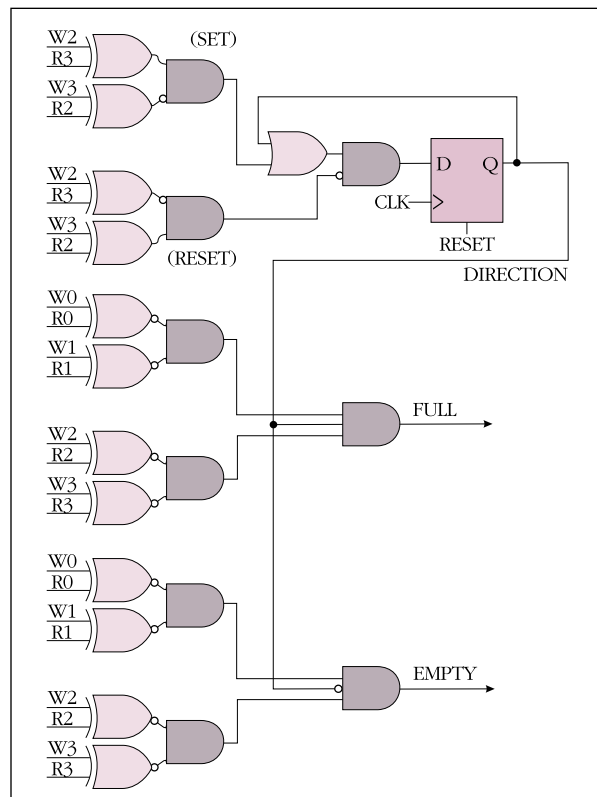 W2
R3
(SET)
W3
R2
W2
R3
W3
R2
(RESET)
D
Q
CLK
RESET
DIRECTION
W0
R0
W1
R1
FULL
W2
R2
W3
R3
W0
R0
W1
R1
EMPTY
W2
R2
W3
R3